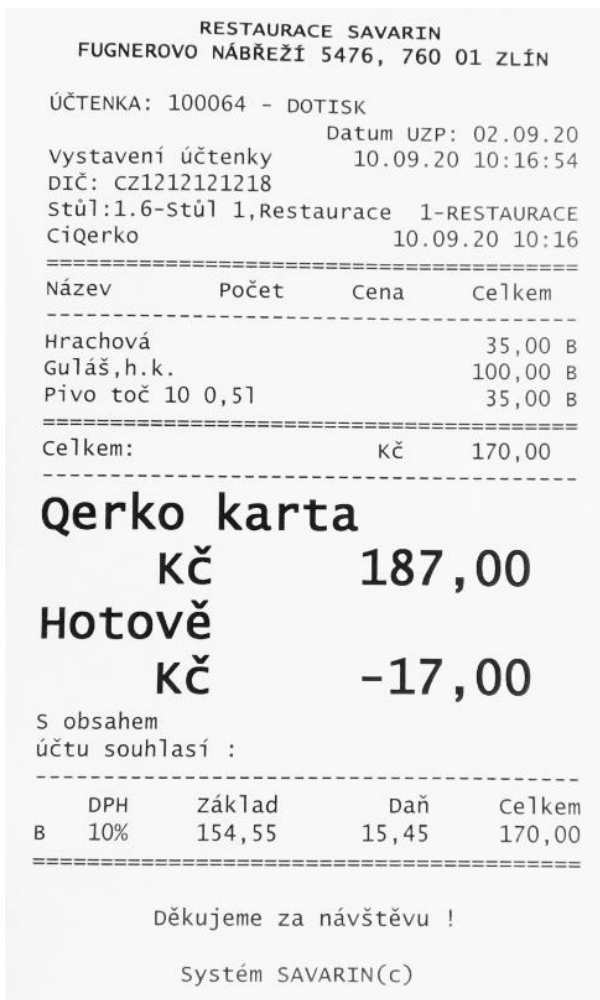 RESTAURACE SAVARIN
FUGNEROVO NÁBŘEŽÍ 5476, 760 01 ZLÍN
ÚČTENKA: 100064 - DOTISK
Datum UZP: 02.09.20
Vystavení účtenky 10.09.20 10:16:54
DIČ: CZ1212121218
Stůl:1.6-Stůl 1,Restaurace 1-RESTAURACE
CiQerko 10.09.20 10:16
========================================
Název Počet Cena Celkem
----------------------------------------
Hrachová 35,00 B
Guláš,h.k. 100,00 B
Pivo toč 10 0,5l 35,00 B
========================================
Celkem: Kč 170,00
----------------------------------------
Qerko karta
Kč 187,00
Hotově
Kč -17,00
S obsahem
účtu souhlasí :
----------------------------------------
DPH Základ Daň Celkem
B 10% 154,55 15,45 170,00
========================================
Děkujeme za návštěvu !
Systém SAVARIN(c)